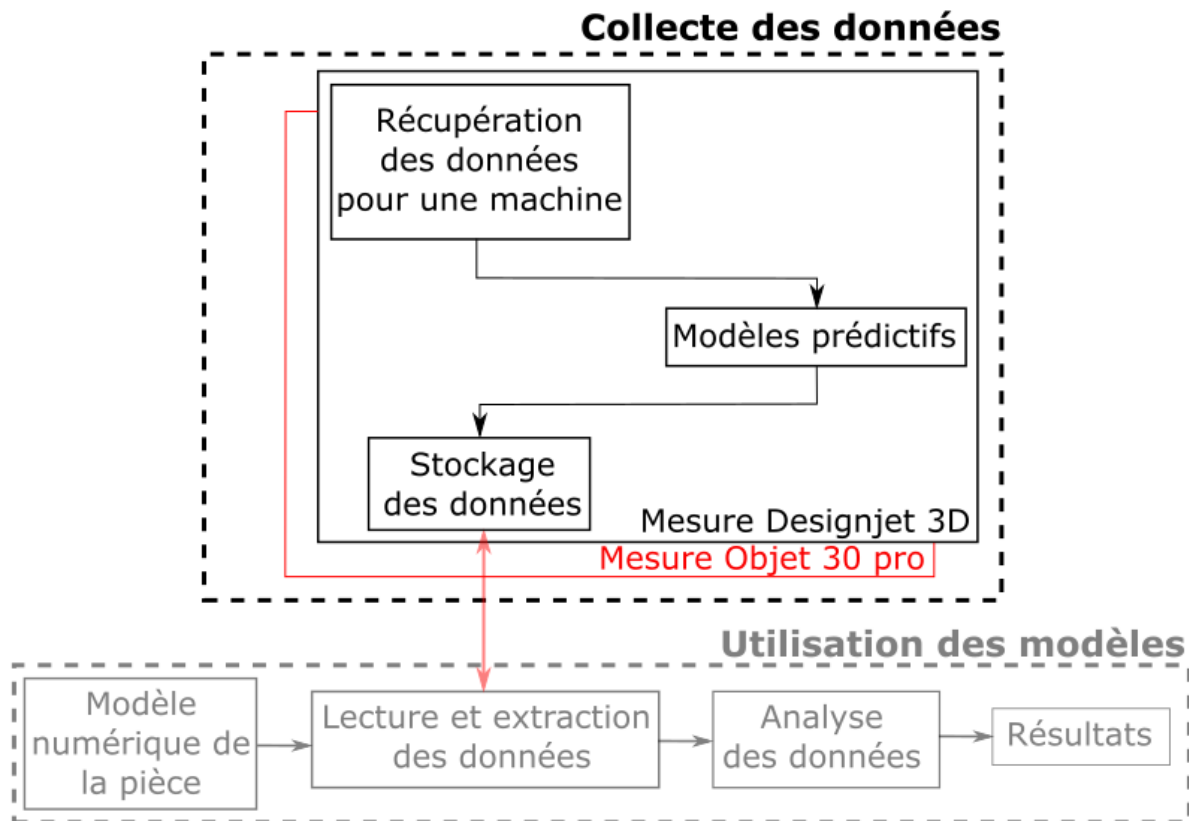 Collecte des données
Récupération
des données
pour une machine
Modèles prédictifs
Stockage
des données
Mesure Designjet 3D
Mesure Objet 30 pro
Utilisation des modèles
Modèle
numérique de
la pièce
Lecture et extraction
des données
Analyse
des données
Résultats